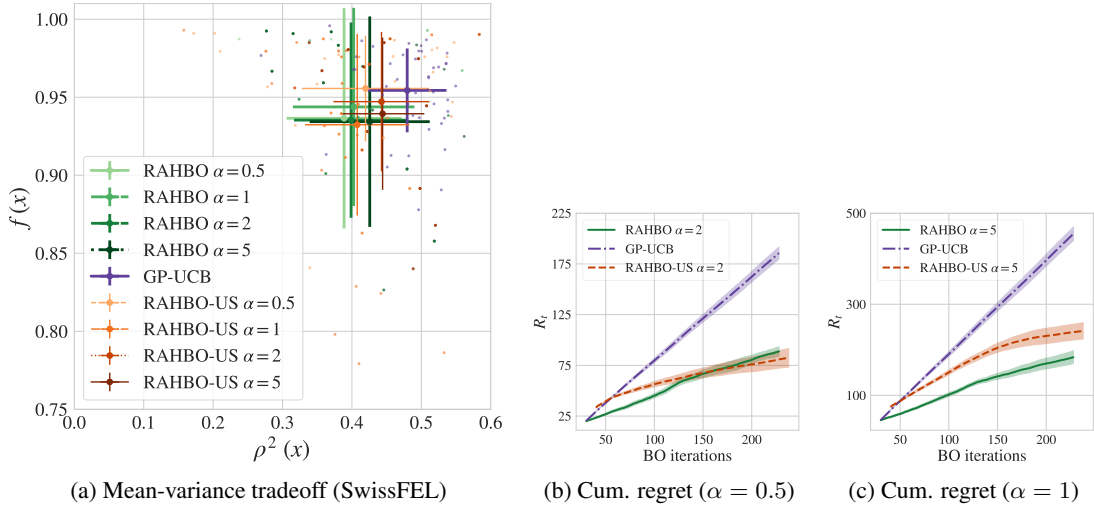 1.00
0.95
0.90
0.85
0.80
0.75
0.0
0.1
0.2
0.3
0.4
0.5
0.6
f (x)
ρ² (x)
RAHBO α=0.5
RAHBO α=1
RAHBO α=2
RAHBO α=5
GP-UCB
RAHBO-US α=0.5
RAHBO-US α=1
RAHBO-US α=2
RAHBO-US α=5
(a) Mean-variance tradeoff (SwissFEL)
225
175
125
75
25
50
100
150
200
R_t
BO iterations
RAHBO α=2
GP-UCB
RAHBO-US α=2
(b) Cum. regret (α = 0.5)
500
300
100
50
100
150
200
R_t
BO iterations
RAHBO α=5
GP-UCB
RAHBO-US α=5
(c) Cum. regret (α = 1)